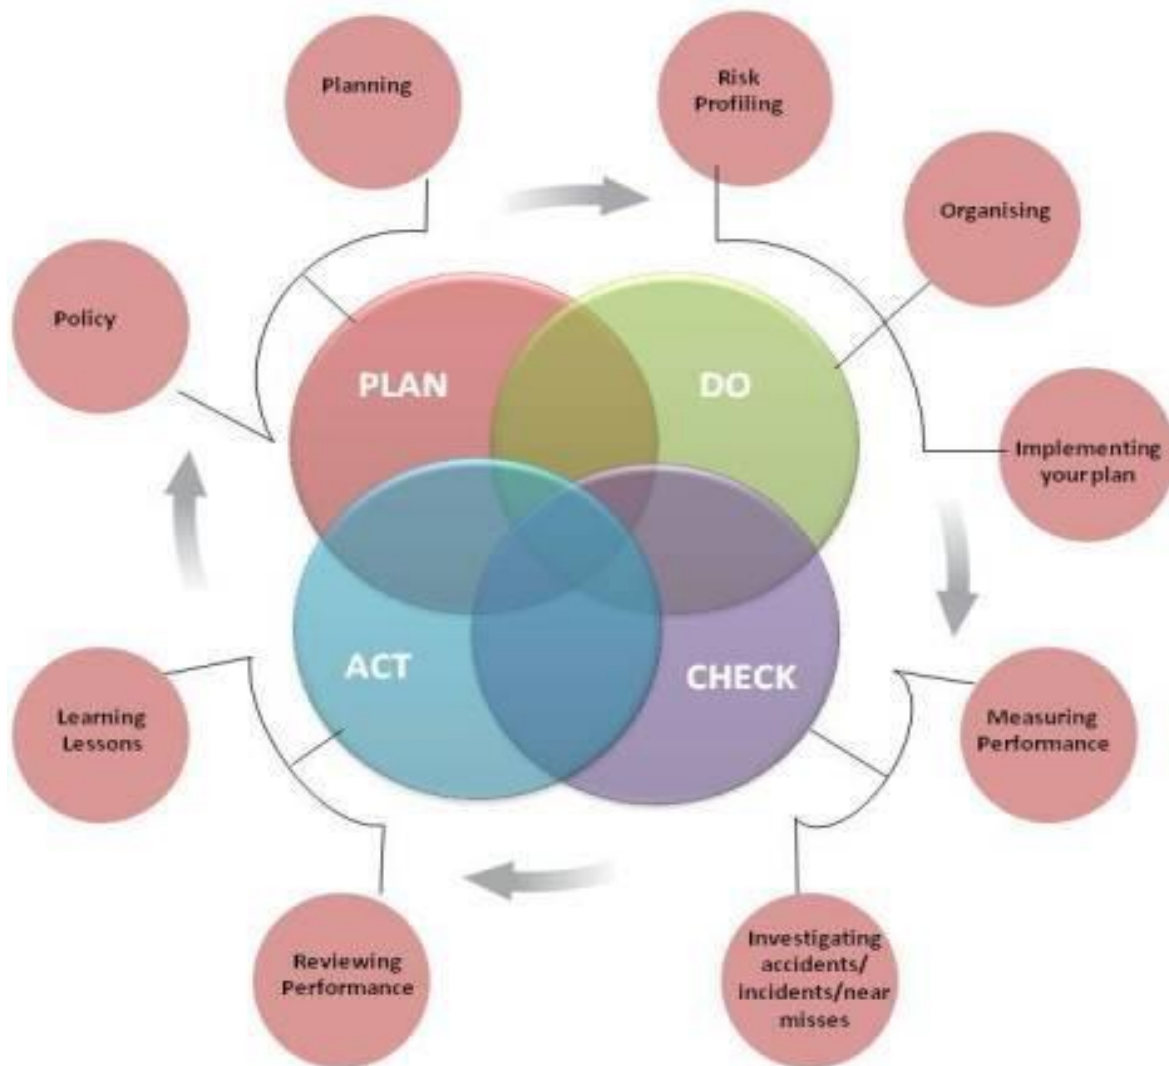 Planning
Risk
Profiling
Organising
Policy
PLAN
DO
Implementing
your plan
ACT
CHECK
Learning
Lessons
Measuring
Performance
Reviewing
Performance
Investigating
accidents/
incidents/near
misses